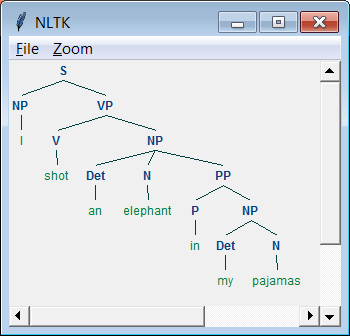 NLTK
File Zoom
S
NP VP
I V NP
shot Det N PP
an elephant P NP
in Det N
my pajamas